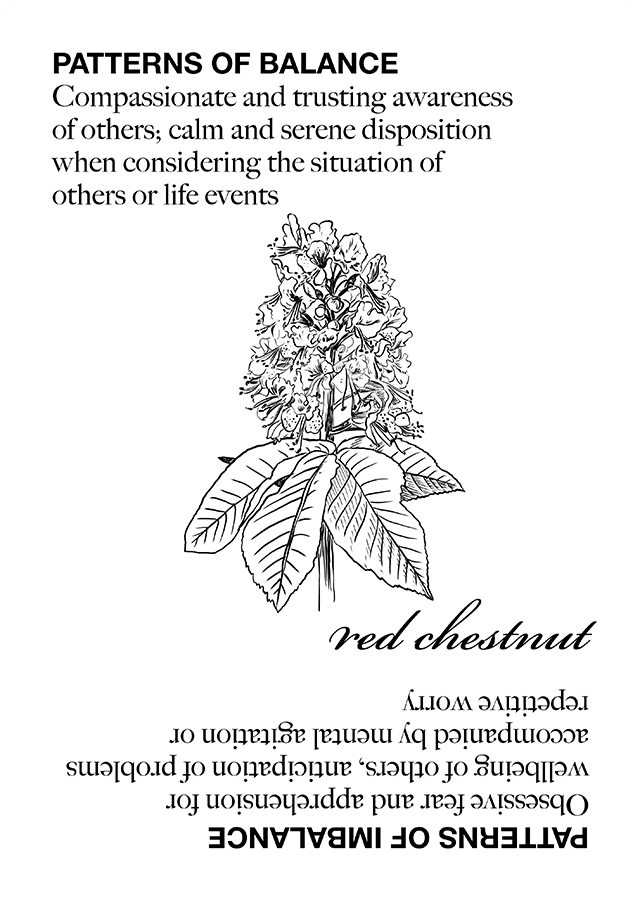 PATTERNS OF BALANCE
Compassionate and trusting awareness
of others; calm and serene disposition
when considering the situation of
others or life events
red chestnut
PATTERNS OF IMBALANCE
Obsessive fear and apprehension for
wellbeing of others, anticipation of problems
accompanied by mental agitation or
repetitive worry